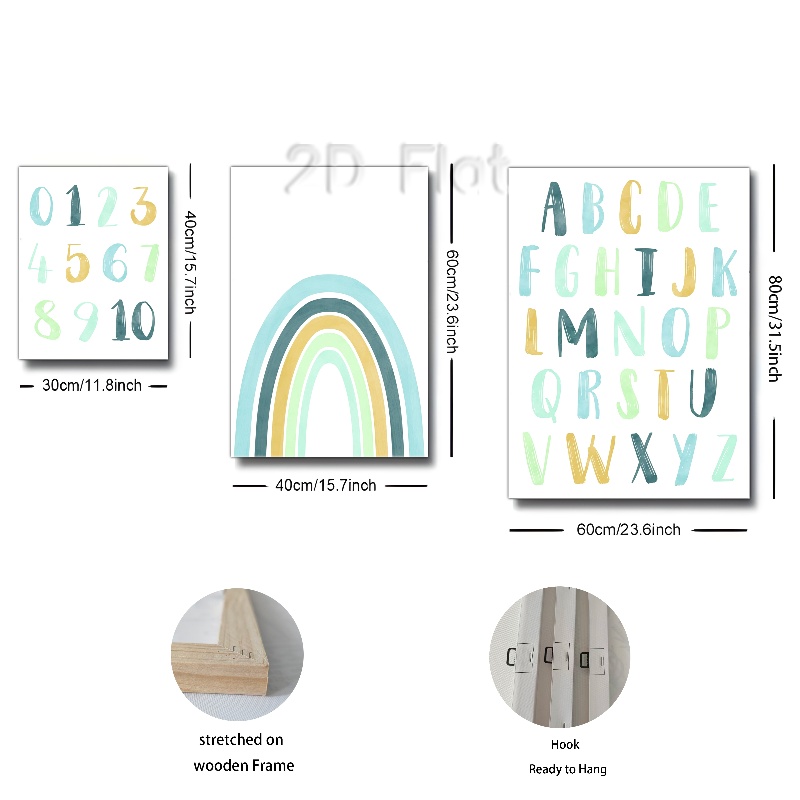 2D Flat
0 1 2 3
4 5 6 7
8 9 10
40cm/15.7inch
30cm/11.8inch
60cm/23.6inch
40cm/15.7inch
A B C D E
F G H I J K
L M N O P
Q R S T U
V W X Y Z
80cm/31.5inch
60cm/23.6inch
stretched on
wooden Frame
Hook
Ready to Hang